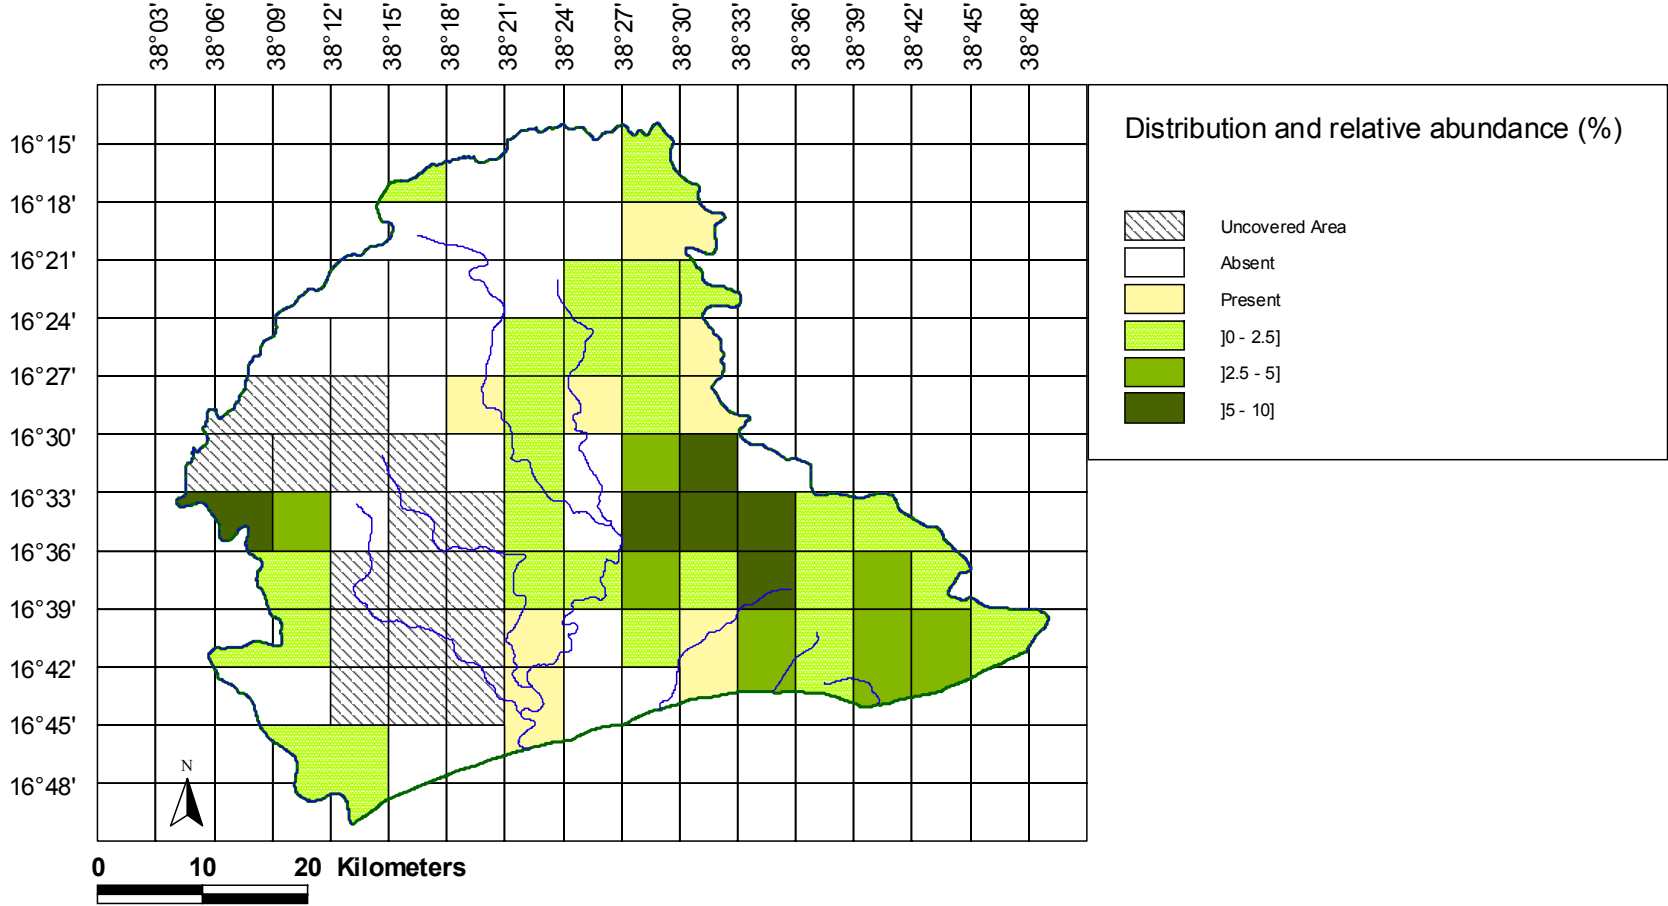 38°03' 38°06' 38°09' 38°12' 38°15' 38°18' 38°21' 38°24' 38°27' 38°30' 38°33' 38°36' 38°39' 38°42' 38°45' 38°48'
16°15'
16°18'
16°21'
16°24'
16°27'
16°30'
16°33'
16°36'
16°39'
16°42'
16°45'
16°48'
N
0 10 20 Kilometers
Distribution and relative abundance (%)
Uncovered Area
Absent
Present
]0 - 2.5]
]2.5 - 5]
]5 - 10]